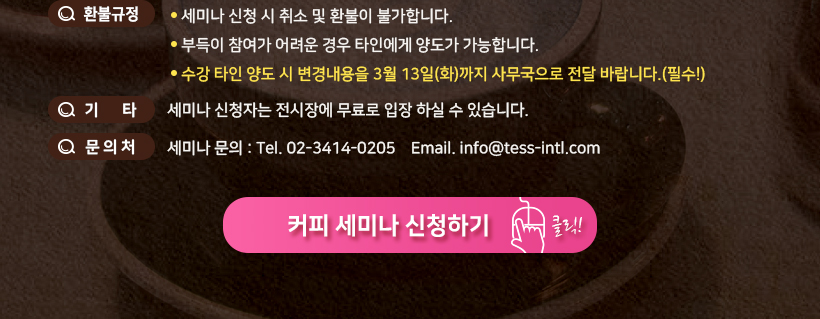 환불규정
• 세미나 신청 시 취소 및 환불이 불가합니다.
• 부득이 참여가 어려운 경우 타인에게 양도가 가능합니다.
• 수강 타인 양도 시 변경내용을 3월 13일(화)까지 사무국으로 전달 바랍니다.(필수!)
기 타 세미나 신청자는 전시장에 무료로 입장 하실 수 있습니다.
문의처 세미나 문의 : Tel. 02-3414-0205 Email. info@tess-intl.com
커피 세미나 신청하기 클릭!